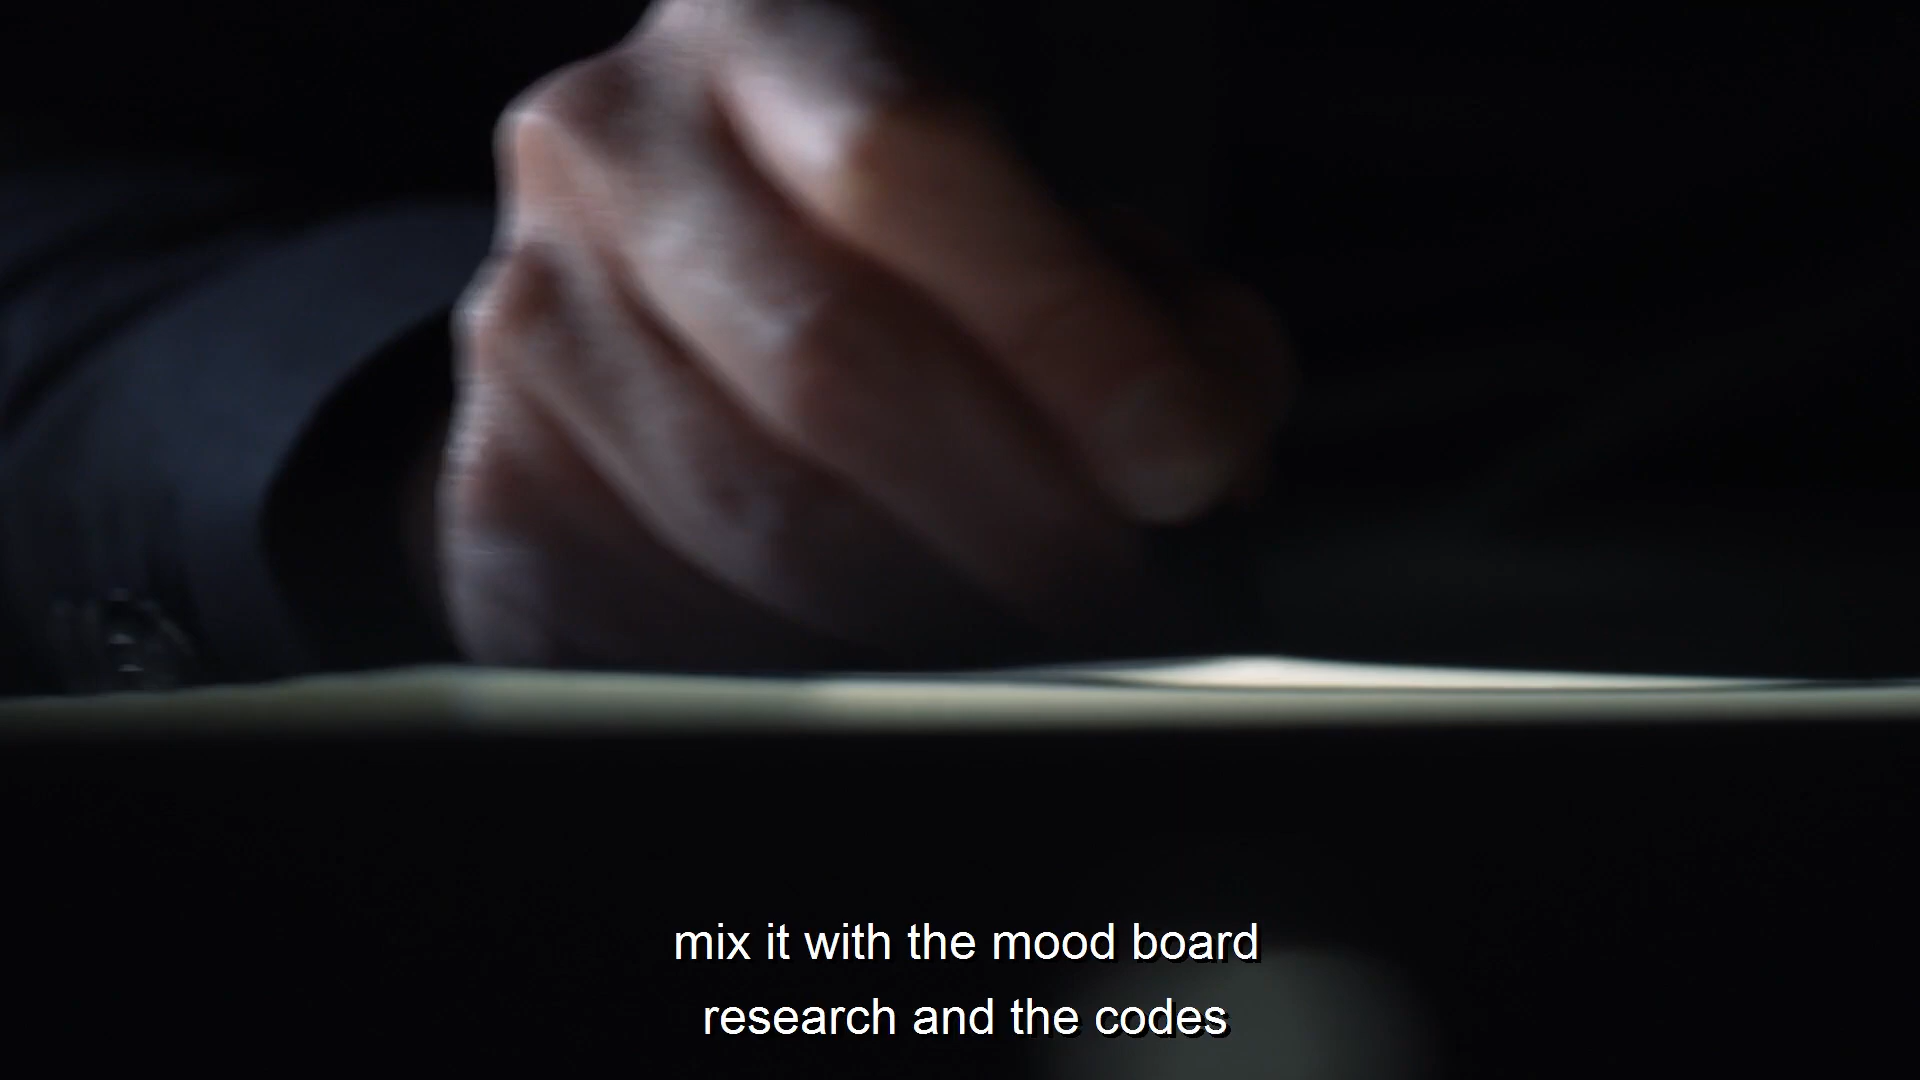 mix it with the mood board
research and the codes